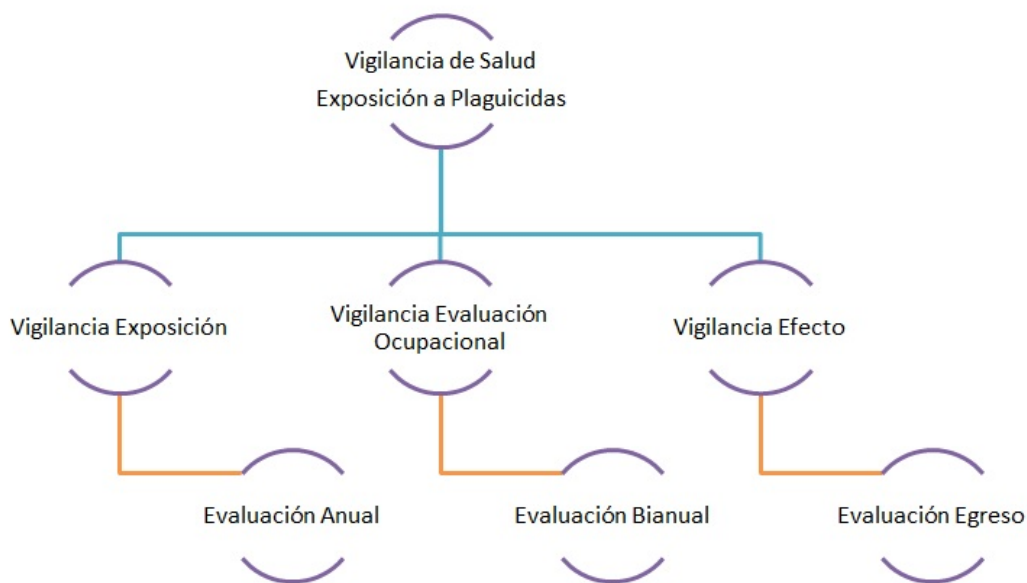 Vigilancia de Salud
Exposición a Plaguicidas
Vigilancia Exposición
Vigilancia Evaluación
Ocupacional
Vigilancia Efecto
Evaluación Anual
Evaluación Bianual
Evaluación Egreso